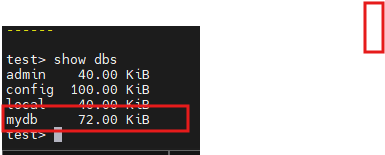 ------
test> show dbs
admin    40.00 KiB
config  100.00 KiB
local    40.00 KiB
mydb     72.00 KiB
test>